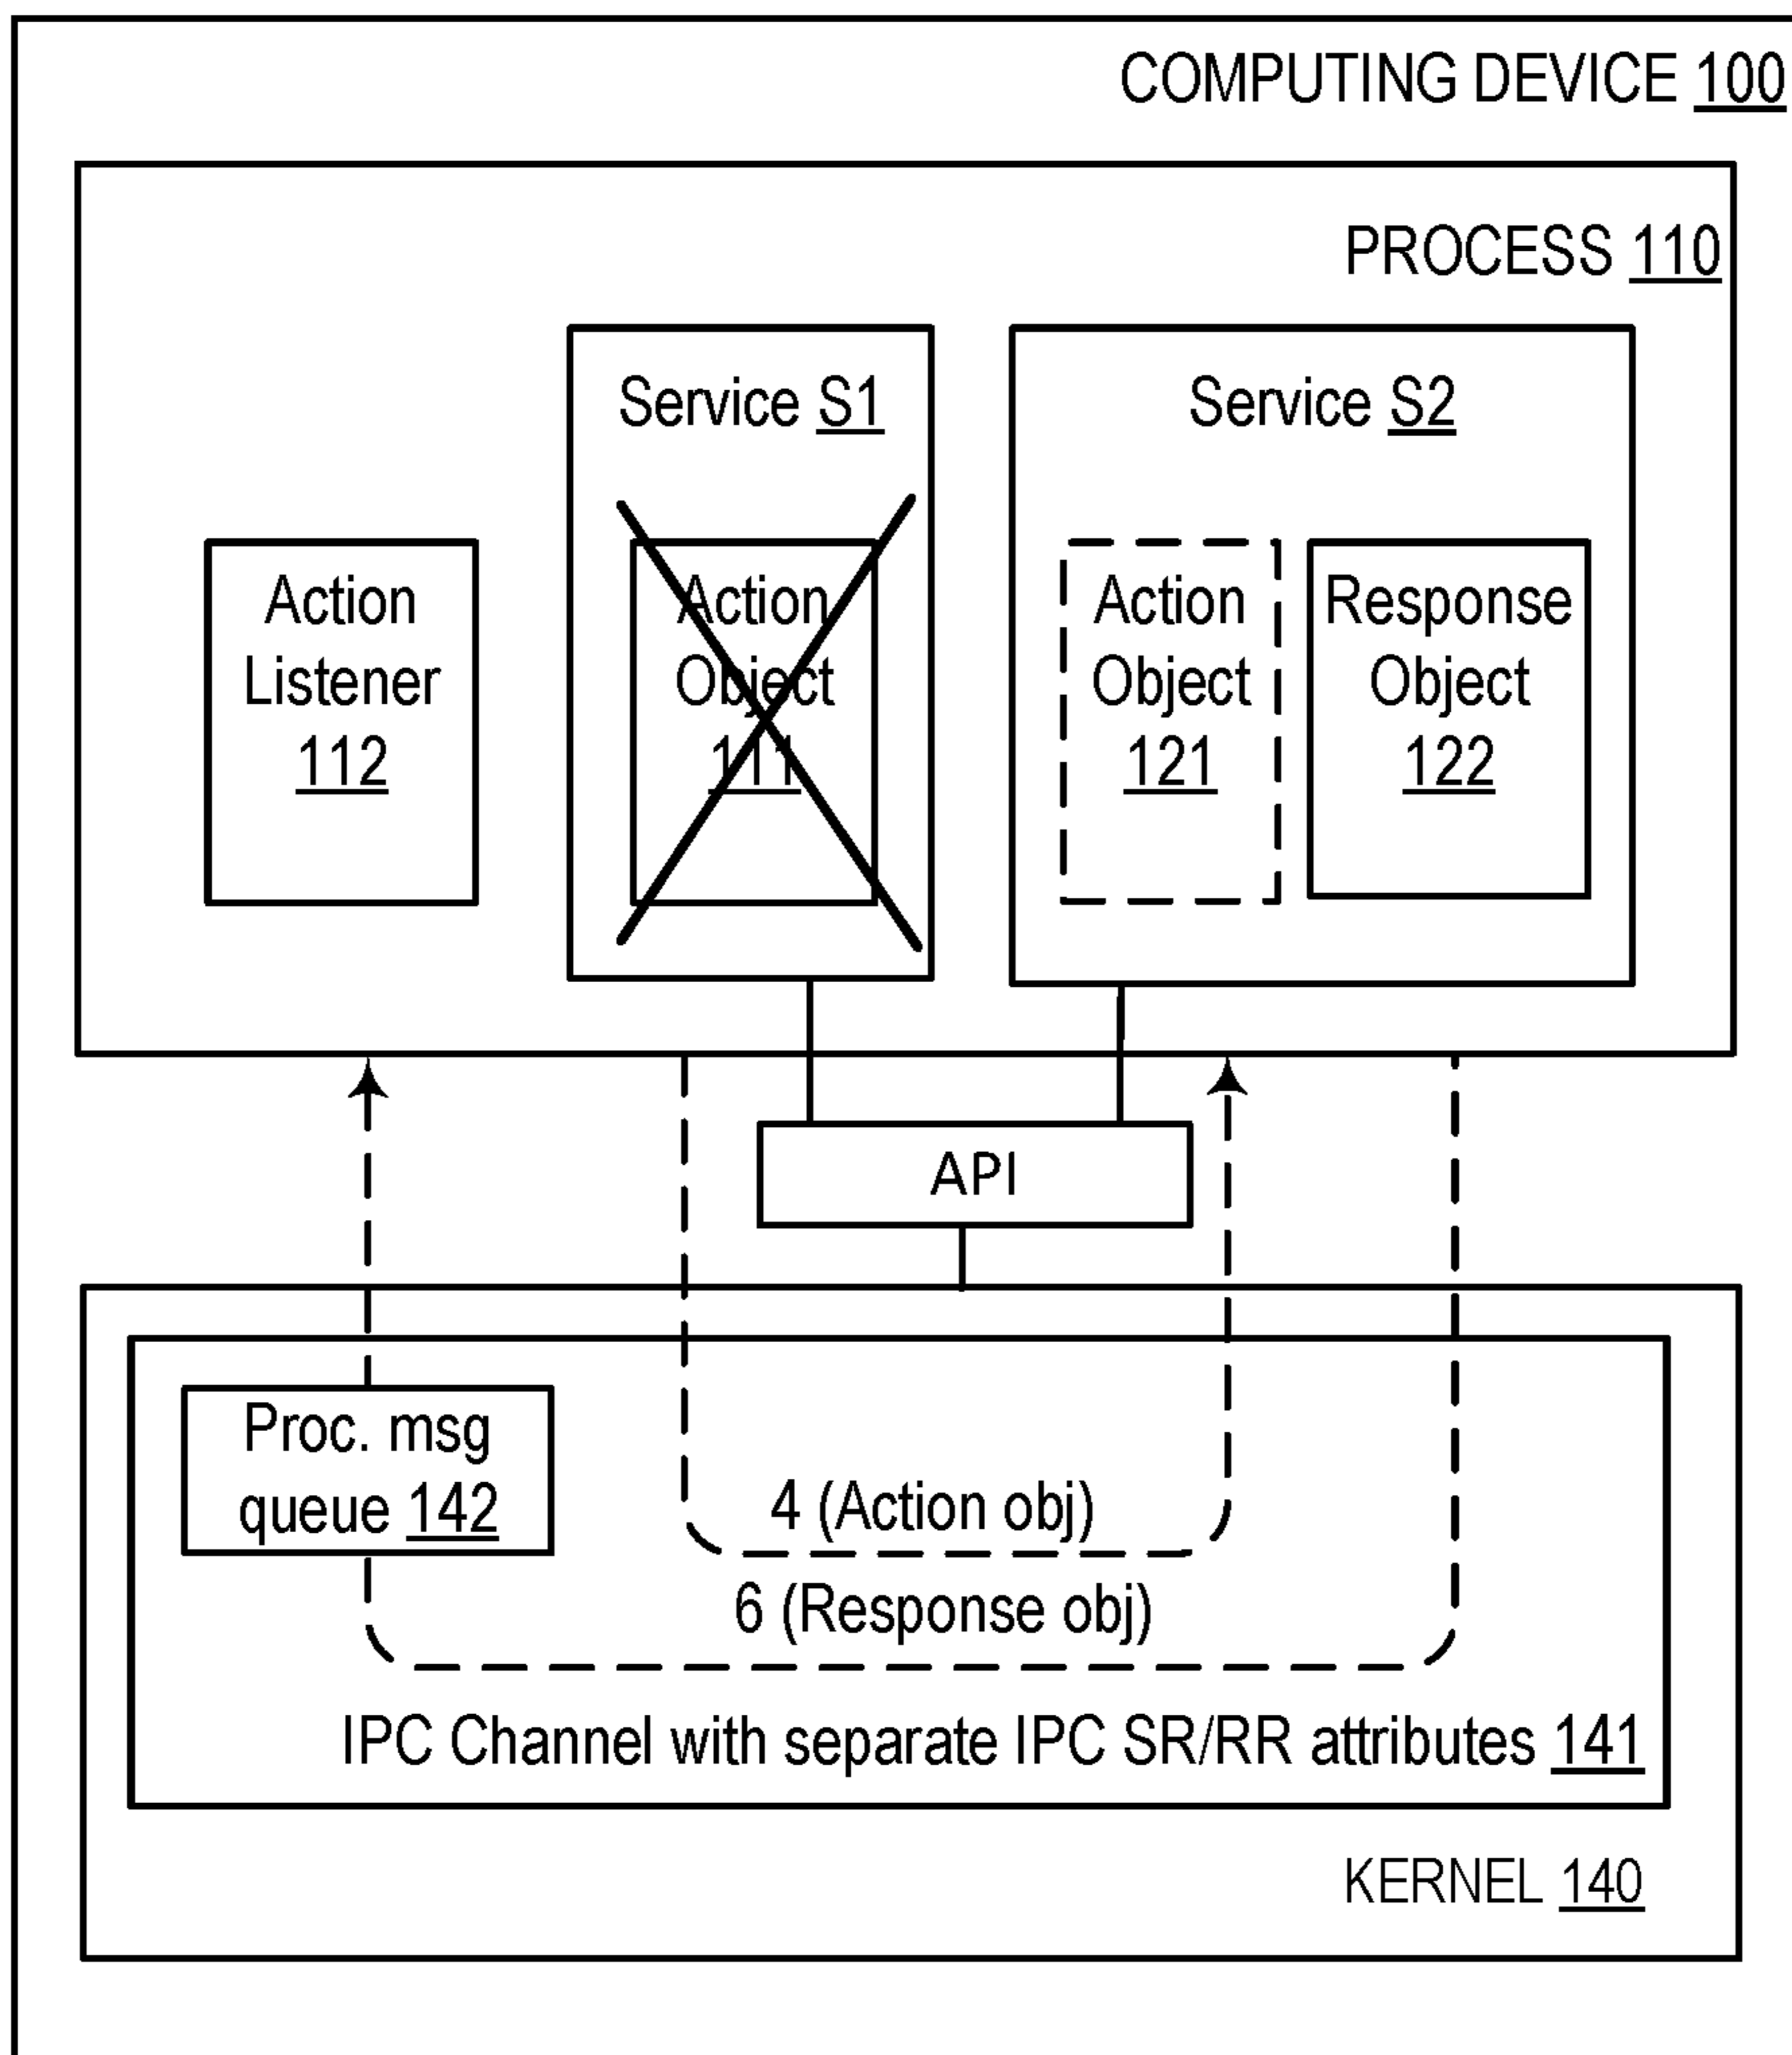 COMPUTING DEVICE 100
PROCESS 110
Service S1
Service S2
Action
Listener
112
Action
Object
111
Action
Object
121
Response
Object
122
API
Proc. msg
queue 142
4 (Action obj)
6 (Response obj)
IPC Channel with separate IPC SR/RR attributes 141
KERNEL 140